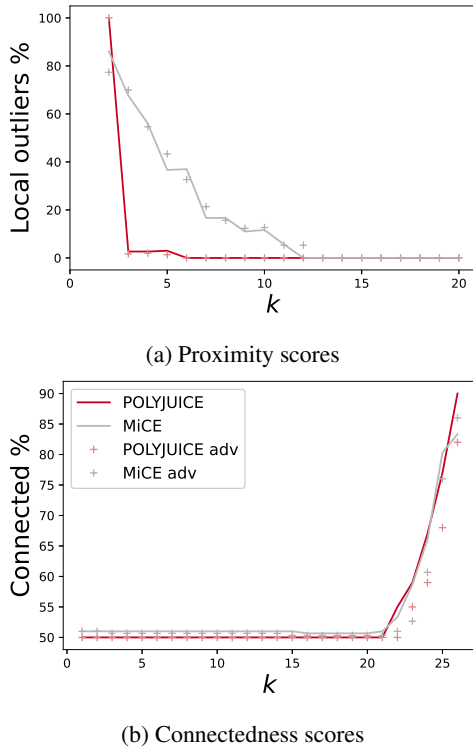 100
80
60
40
20
0
Local outliers %
0 5 10 15 20
k
(a) Proximity scores
90
85
80
75
70
65
60
55
50
Connected %
POLYJUICE
MiCE
POLYJUICE adv
MiCE adv
0 5 10 15 20 25
k
(b) Connectedness scores